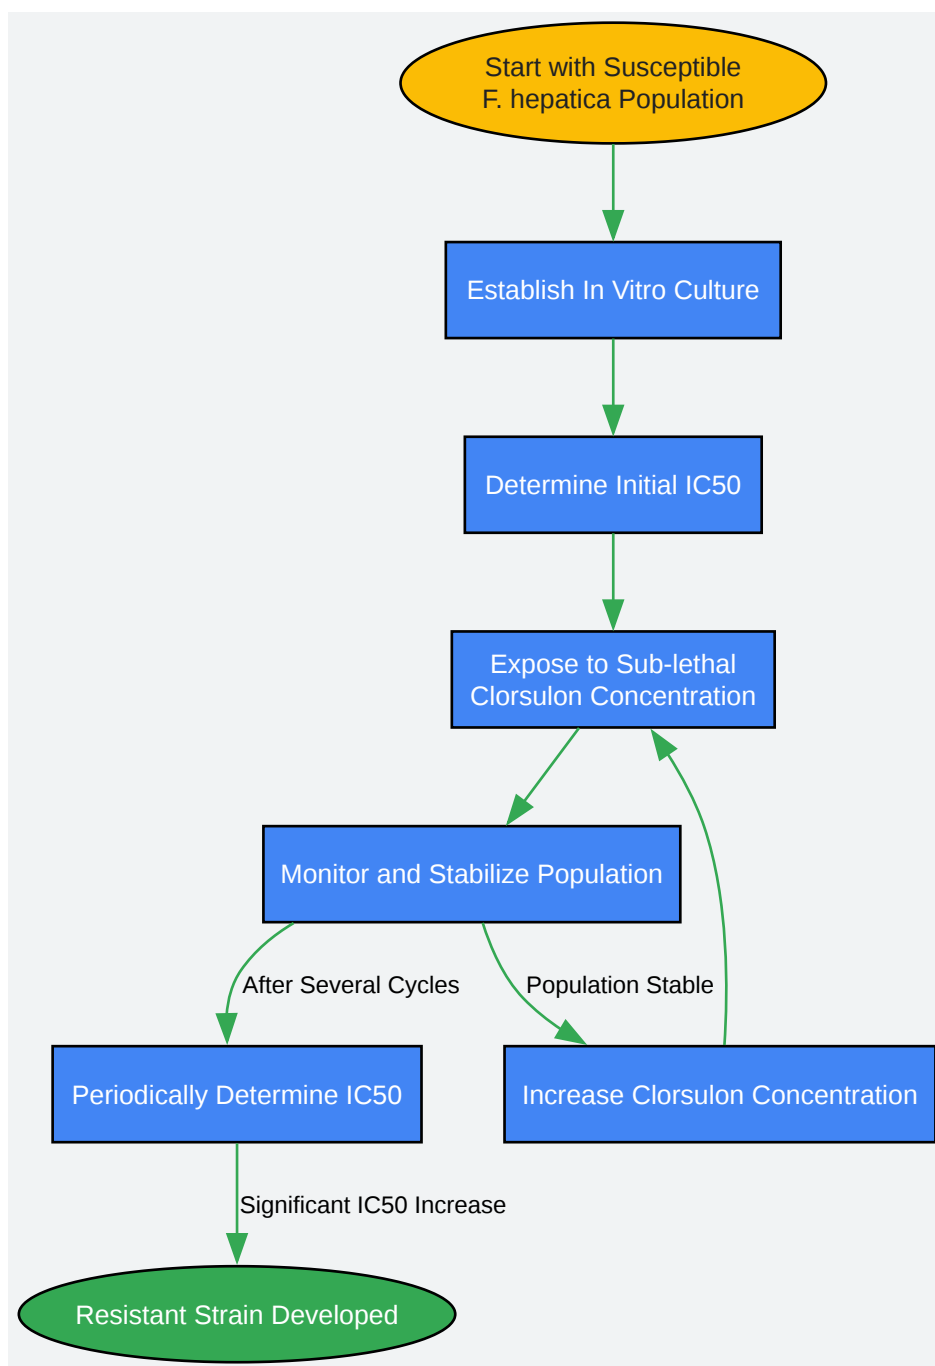 Start with Susceptible
F. hepatica Population
Establish In Vitro Culture
Determine Initial IC50
Expose to Sub-lethal
Clorsulon Concentration
Monitor and Stabilize Population
After Several Cycles
Population Stable
Periodically Determine IC50
Increase Clorsulon Concentration
Significant IC50 Increase
Resistant Strain Developed